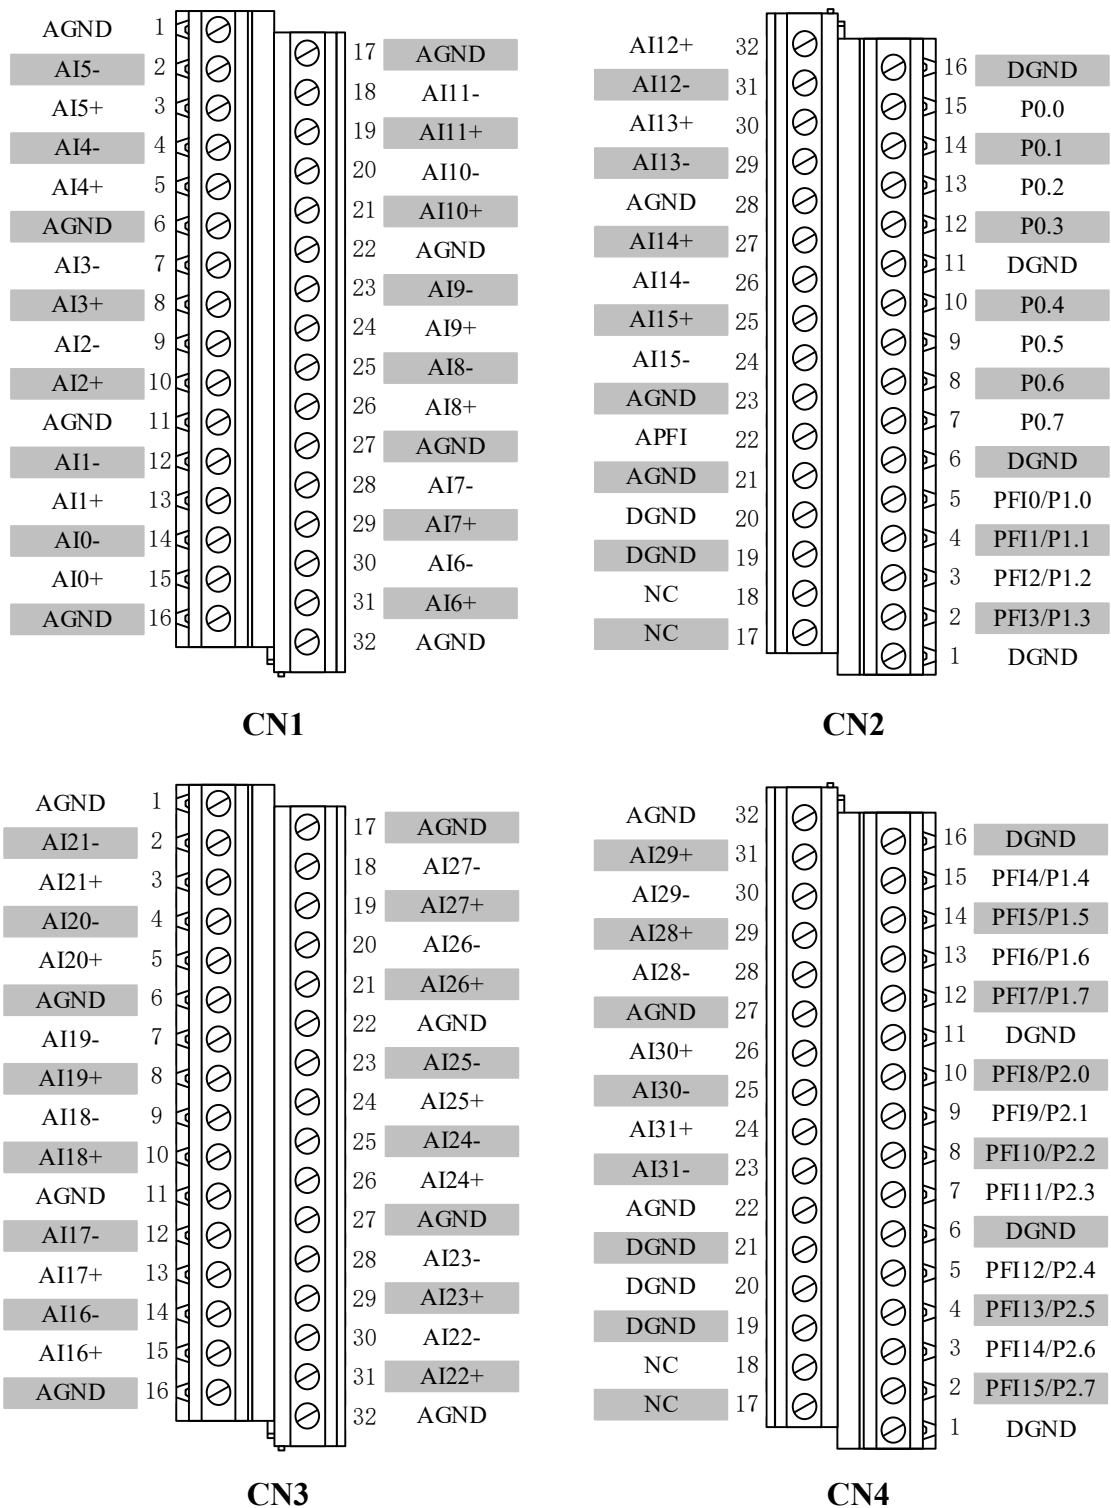 AGND 1
AI5- 2
AI5+ 3
AI4- 4
AI4+ 5
AGND 6
AI3- 7
AI3+ 8
AI2- 9
AI2+ 10
AGND 11
AI1- 12
AI1+ 13
AI0- 14
AI0+ 15
AGND 16
17 AGND
18 AI11-
19 AI11+
20 AI10-
21 AI10+
22 AGND
23 AI9-
24 AI9+
25 AI8-
26 AI8+
27 AGND
28 AI7-
29 AI7+
30 AI6-
31 AI6+
32 AGND
CN1
AI12+ 32
AI12- 31
AI13+ 30
AI13- 29
AGND 28
AI14+ 27
AI14- 26
AI15+ 25
AI15- 24
AGND 23
APFI 22
AGND 21
DGND 20
DGND 19
NC 18
NC 17
16 DGND
15 P0.0
14 P0.1
13 P0.2
12 P0.3
11 DGND
10 P0.4
9 P0.5
8 P0.6
7 P0.7
6 DGND
5 PFI0/P1.0
4 PFI1/P1.1
3 PFI2/P1.2
2 PFI3/P1.3
1 DGND
CN2
AGND 1
AI21- 2
AI21+ 3
AI20- 4
AI20+ 5
AGND 6
AI19- 7
AI19+ 8
AI18- 9
AI18+ 10
AGND 11
AI17- 12
AI17+ 13
AI16- 14
AI16+ 15
AGND 16
17 AGND
18 AI27-
19 AI27+
20 AI26-
21 AI26+
22 AGND
23 AI25-
24 AI25+
25 AI24-
26 AI24+
27 AGND
28 AI23-
29 AI23+
30 AI22-
31 AI22+
32 AGND
CN3
AGND 32
AI29+ 31
AI29- 30
AI28+ 29
AI28- 28
AGND 27
AI30+ 26
AI30- 25
AI31+ 24
AI31- 23
AGND 22
DGND 21
DGND 20
DGND 19
NC 18
NC 17
16 DGND
15 PFI4/P1.4
14 PFI5/P1.5
13 PFI6/P1.6
12 PFI7/P1.7
11 DGND
10 PFI8/P2.0
9 PFI9/P2.1
8 PFI10/P2.2
7 PFI11/P2.3
6 DGND
5 PFI12/P2.4
4 PFI13/P2.5
3 PFI14/P2.6
2 PFI15/P2.7
1 DGND
CN4